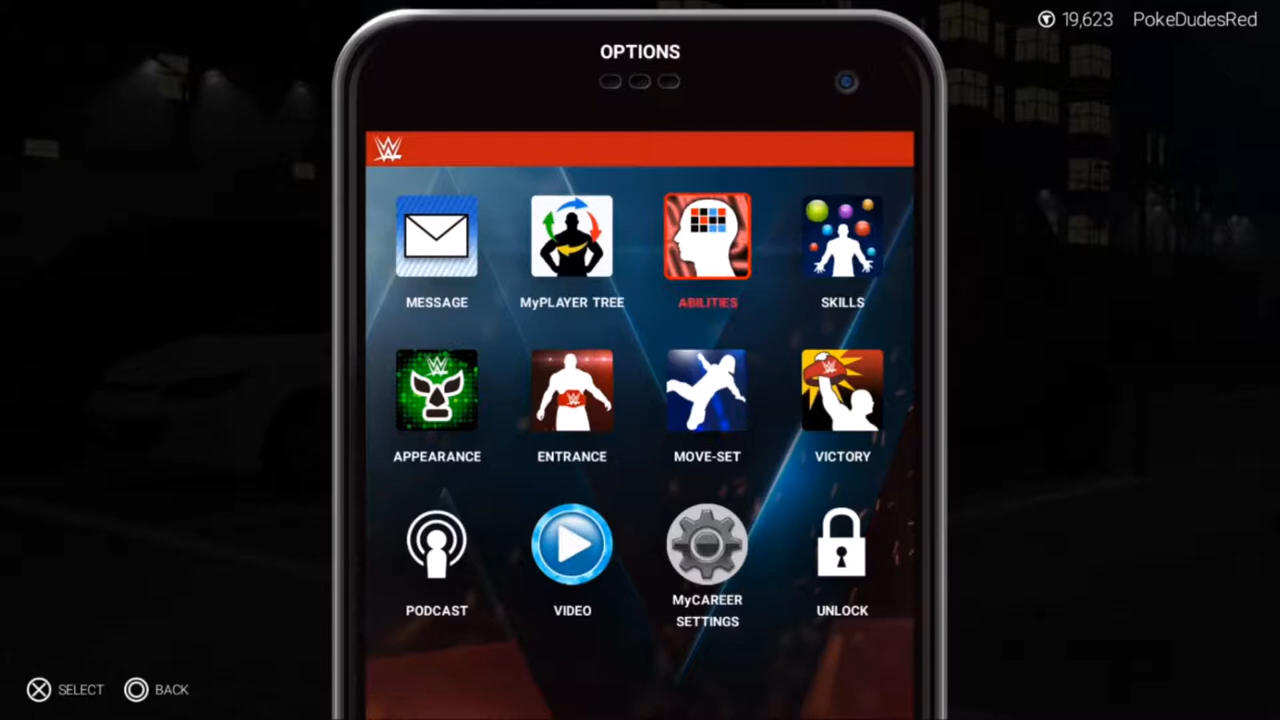 19,623 PokeDudesRed
OPTIONS
W
MESSAGE MyPLAYER TREE ABILITIES SKILLS
APPEARANCE ENTRANCE MOVE-SET VICTORY
PODCAST VIDEO MyCAREER SETTINGS UNLOCK
SELECT BACK